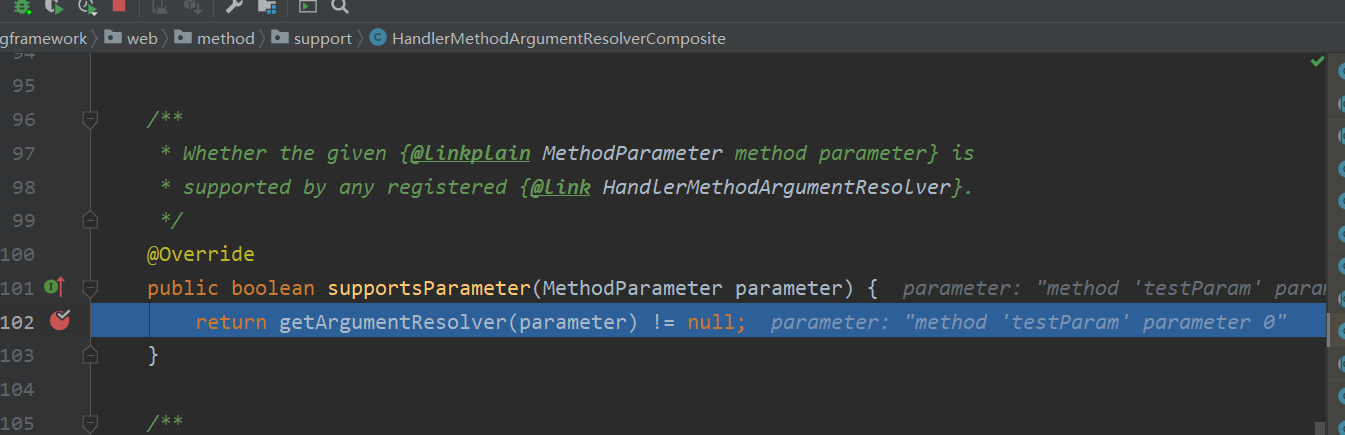 gframework web method support HandlerMethodArgumentResolverComposite
94
95
96 /**
97 * Whether the given {@linkplain MethodParameter method parameter} is
98 * supported by any registered {@link HandlerMethodArgumentResolver}.
99 */
100 @Override
101 public boolean supportsParameter(MethodParameter parameter) { parameter: "method 'testParam' para
102 return getArgumentResolver(parameter) != null; parameter: "method 'testParam' parameter 0"
103 }
104
105 /**